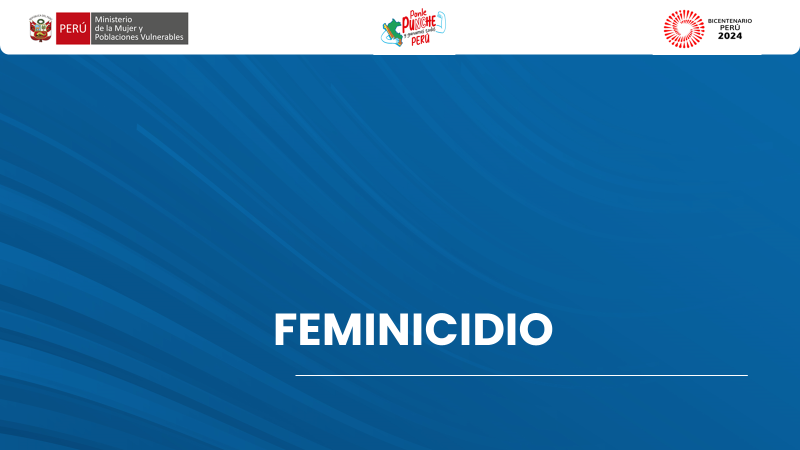 PERÚ
Ministerio
de la Mujer y
Poblaciones Vulnerables
Ponle
PUNCHE
PERÚ
BICENTENARIO
PERÚ
2024
FEMINICIDIO